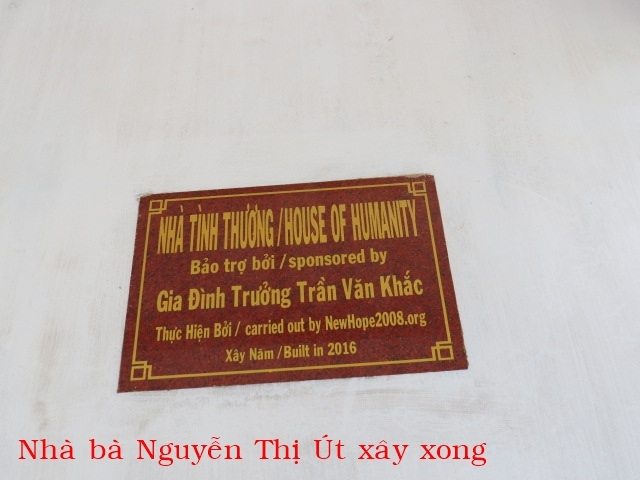 NHÀ TÌNH THƯƠNG / HOUSE OF HUMANITY
Bảo trợ bởi / sponsored by
Gia Đình Trưởng Trần Văn Khắc
Thực Hiện Bởi / carried out by NewHope2008.org
Xây Năm / Built in 2016
Nhà bà Nguyễn Thị Út xây xong